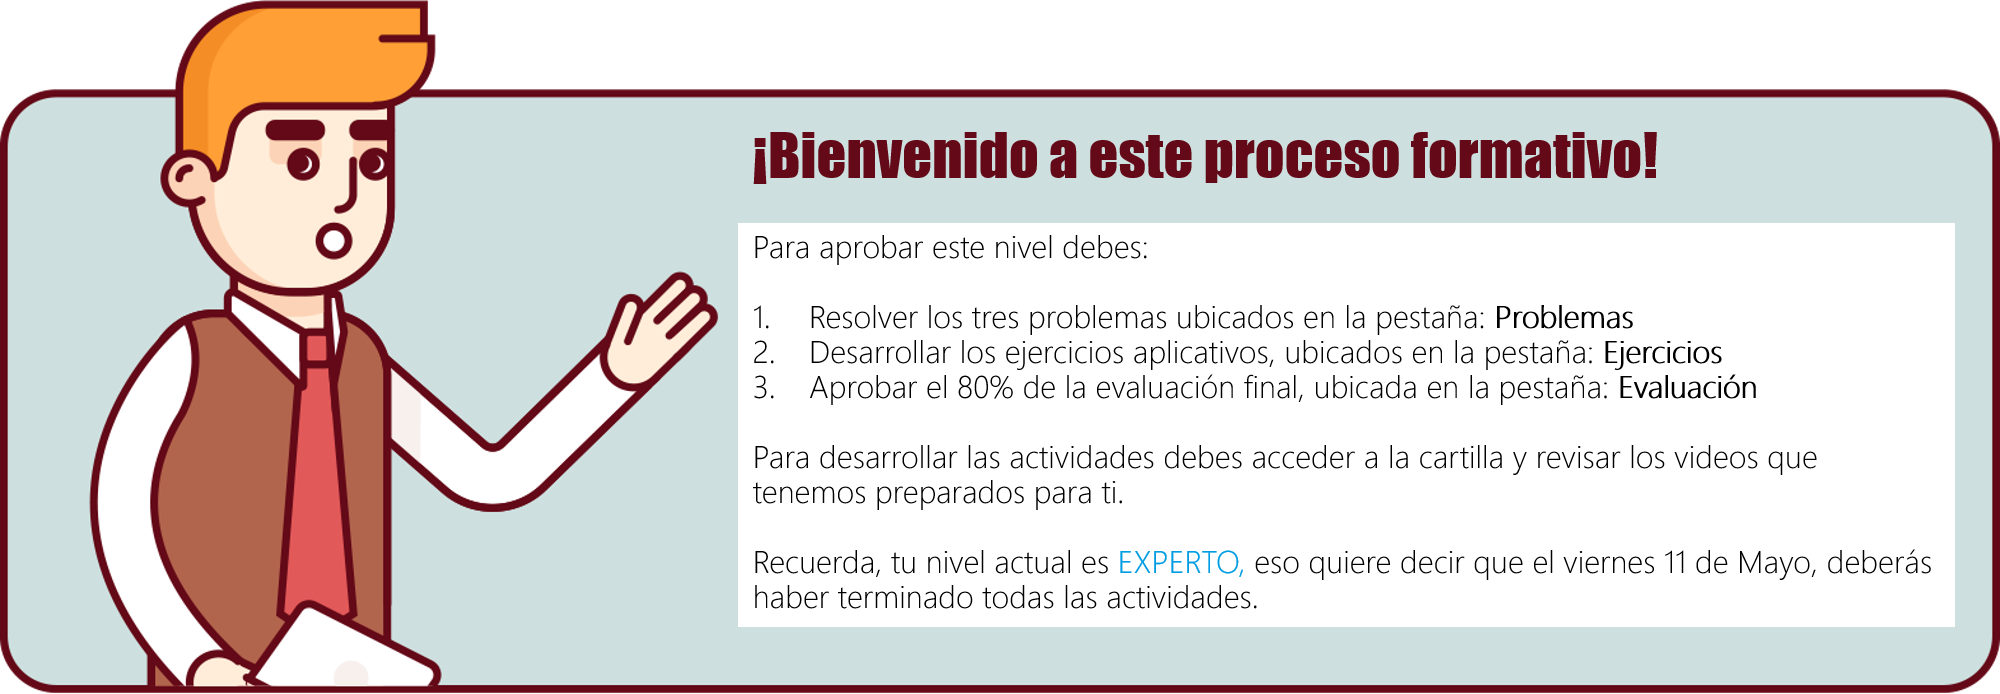 ¡Bienvenido a este proceso formativo!
Para aprobar este nivel debes:
1. Resolver los tres problemas ubicados en la pestaña: Problemas
2. Desarrollar los ejercicios aplicativos, ubicados en la pestaña: Ejercicios
3. Aprobar el 80% de la evaluación final, ubicada en la pestaña: Evaluación
Para desarrollar las actividades debes acceder a la cartilla y revisar los videos que
tenemos preparados para ti.
Recuerda, tu nivel actual es EXPERTO, eso quiere decir que el viernes 11 de Mayo, deberás
haber terminado todas las actividades.